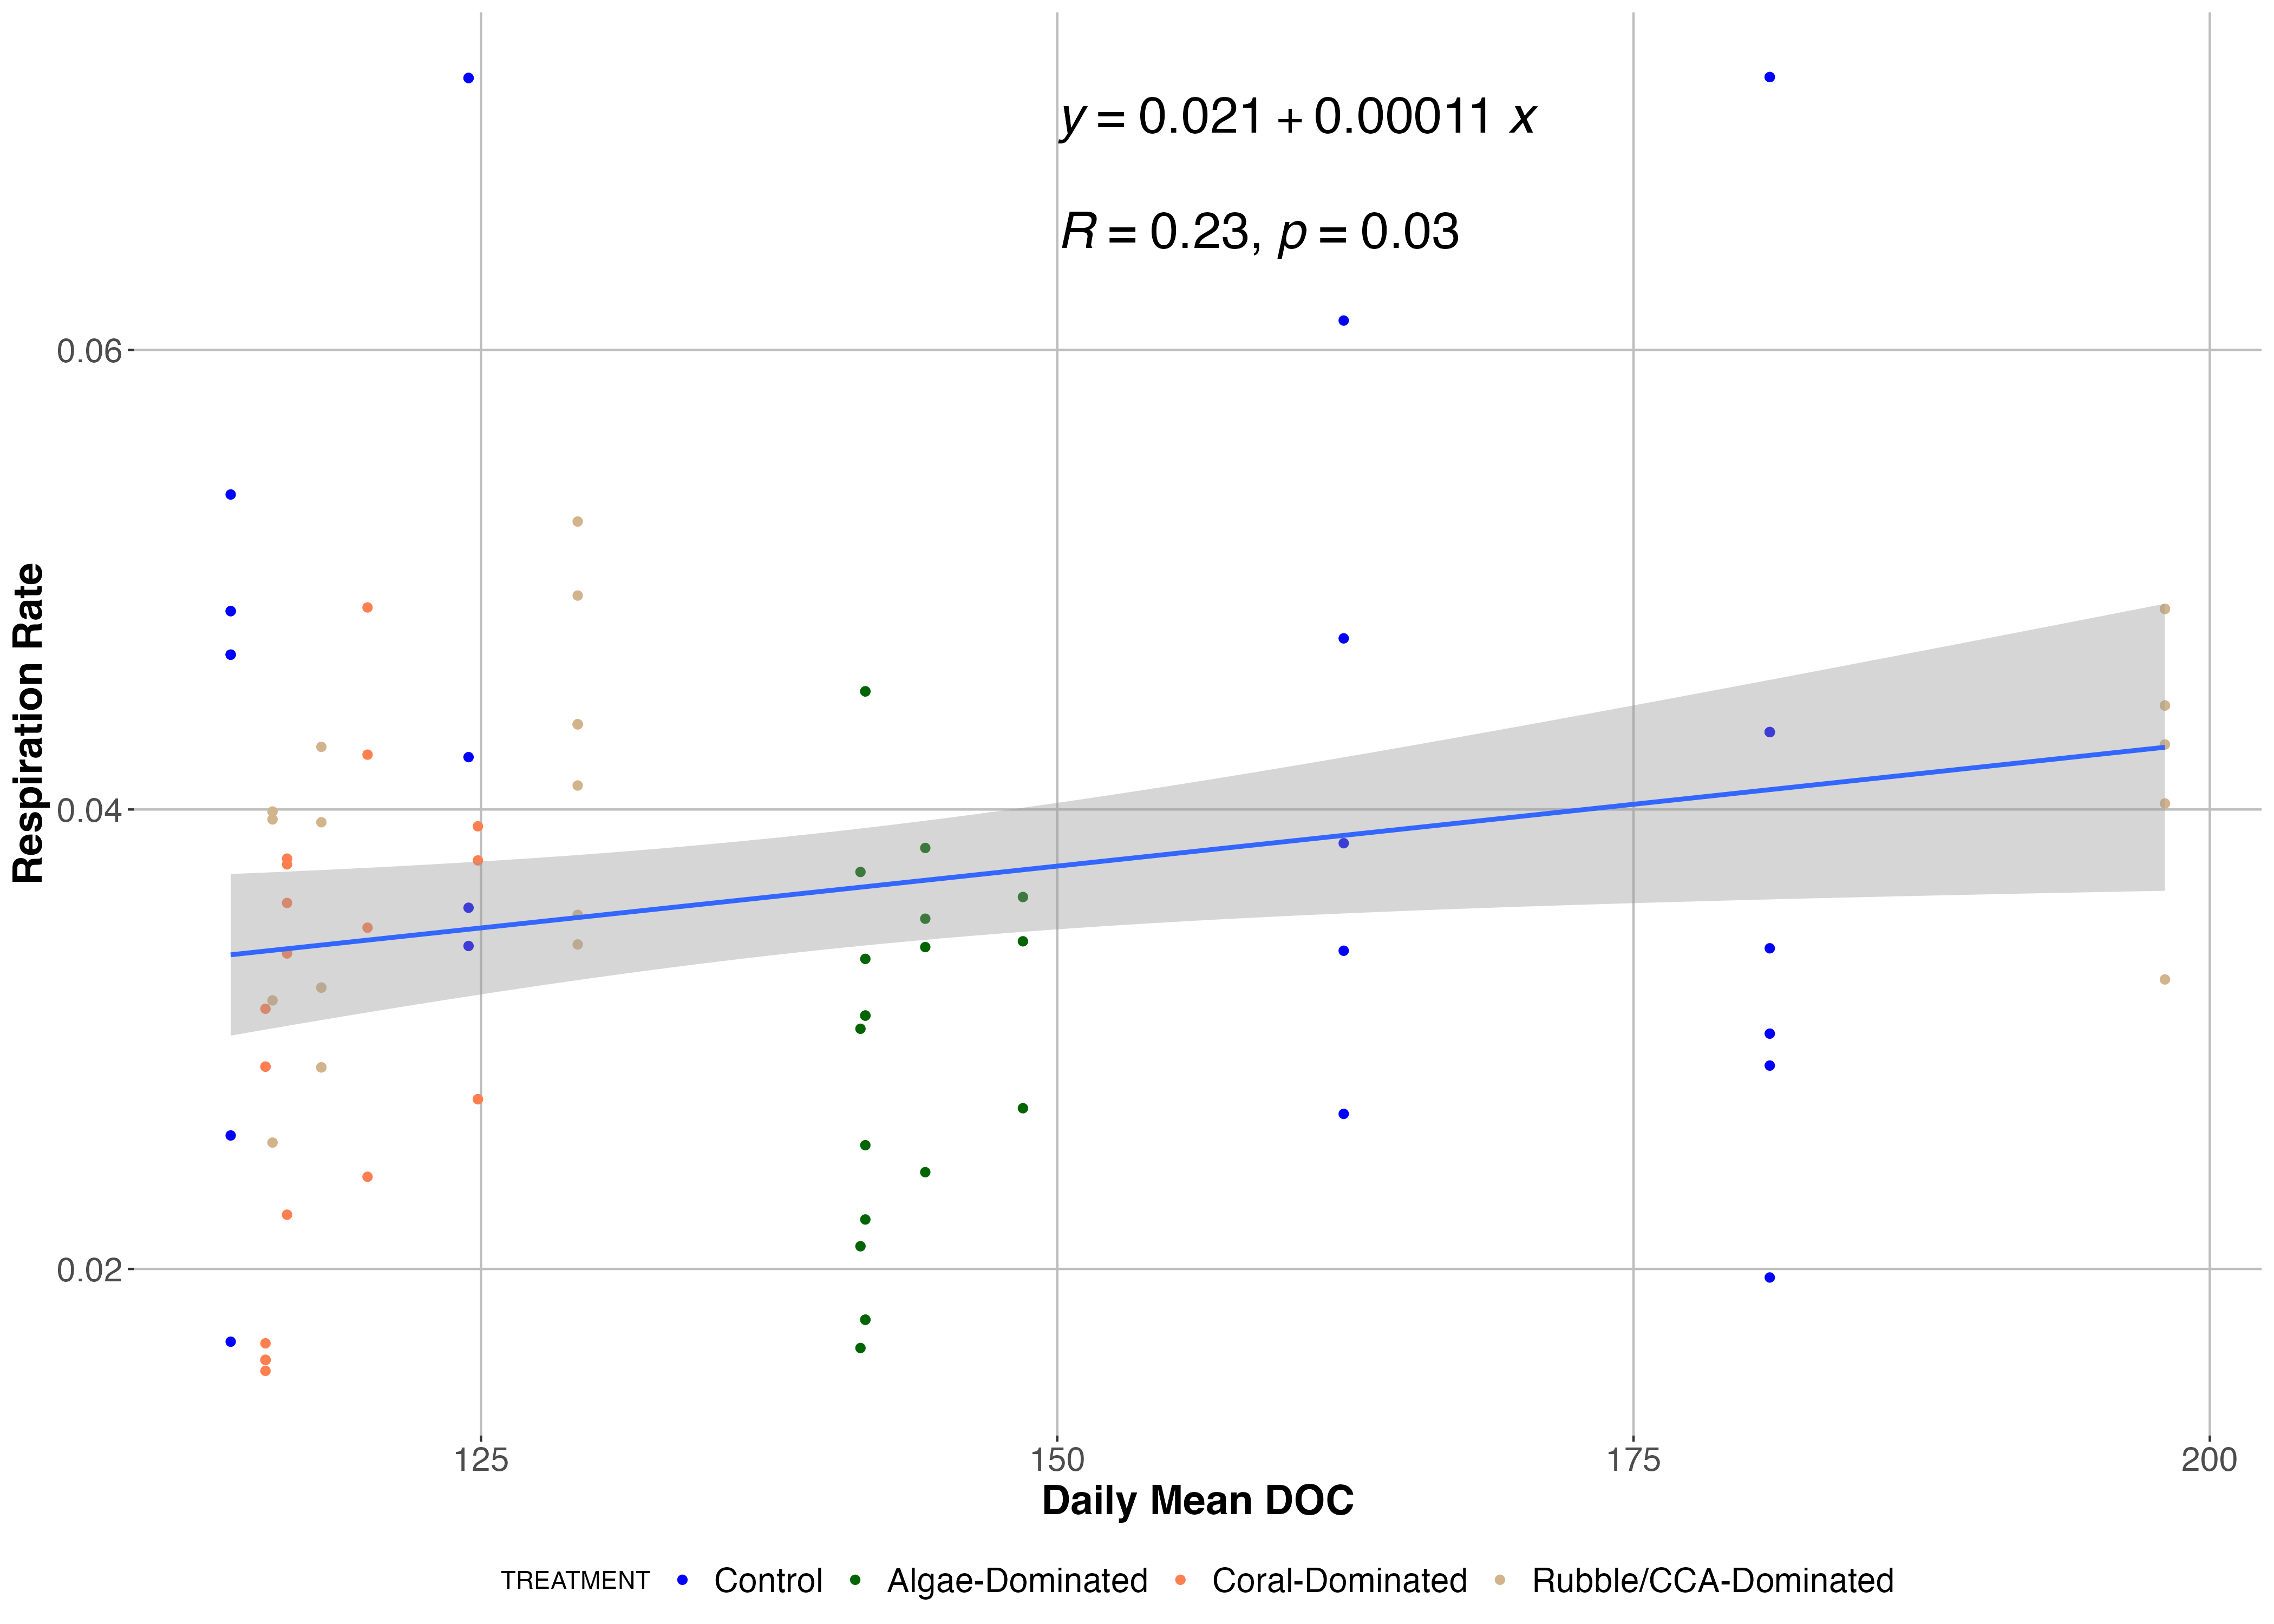 y = 0.021 + 0.00011 x
R = 0.23, p = 0.03
Respiration Rate
0.06
0.04
0.02
125 150 175 200
Daily Mean DOC
TREATMENT Control Algae-Dominated Coral-Dominated Rubble/CCA-Dominated